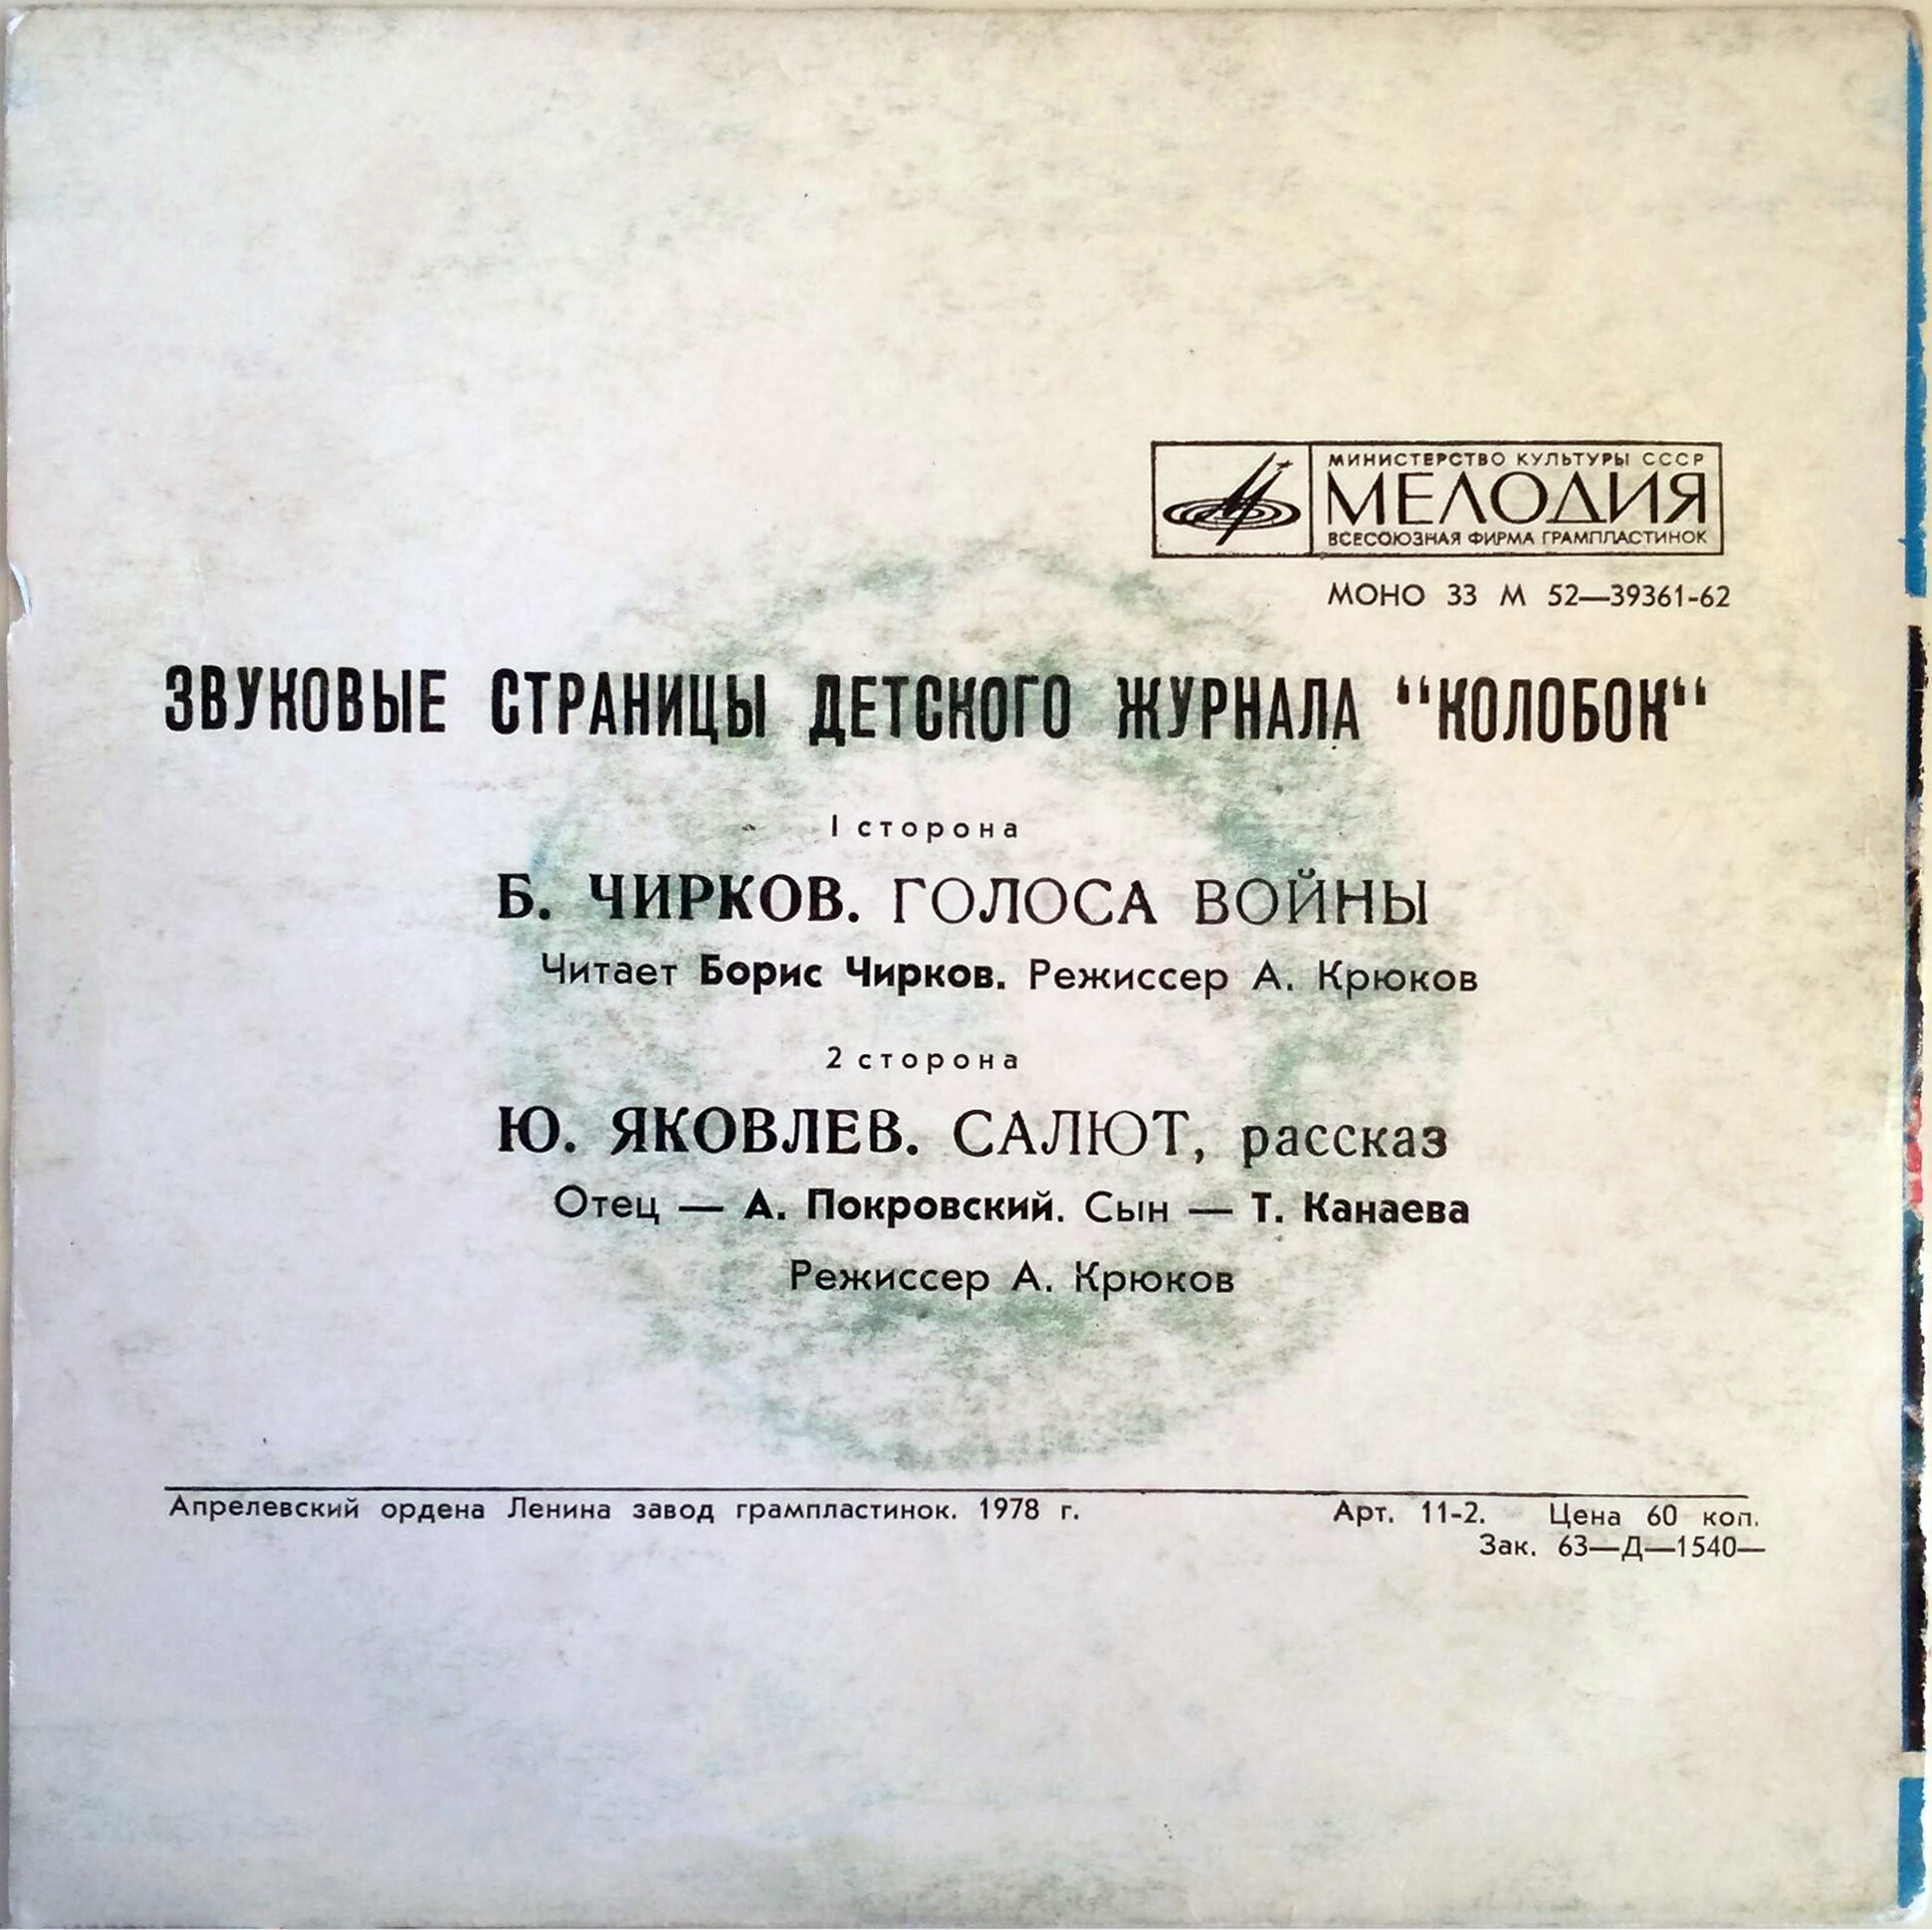 МИНИСТЕРСТВО КУЛЬТУРЫ СССР
МЕЛОДИЯ
ВСЕСОЮЗНАЯ ФИРМА ГРАМПЛАСТИНОК
МОНО 33 М 52—39361-62
ЗВУКОВЫЕ СТРАНИЦЫ ДЕТСКОГО ЖУРНАЛА “КОЛОБОК“
I сторона
Б. ЧИРКОВ. ГОЛОСА ВОЙНЫ
Читает Борис Чирков. Режиссер А. Крюков
2 сторона
Ю. ЯКОВЛЕВ. САЛЮТ, рассказ
Отец — А. Покровский. Сын — Т. Канаева
Режиссер А. Крюков
Апрелевский ордена Ленина завод грампластинок. 1978 г. Арт. 11-2. Цена 60 коп.
Зак. 63—Д—1540—